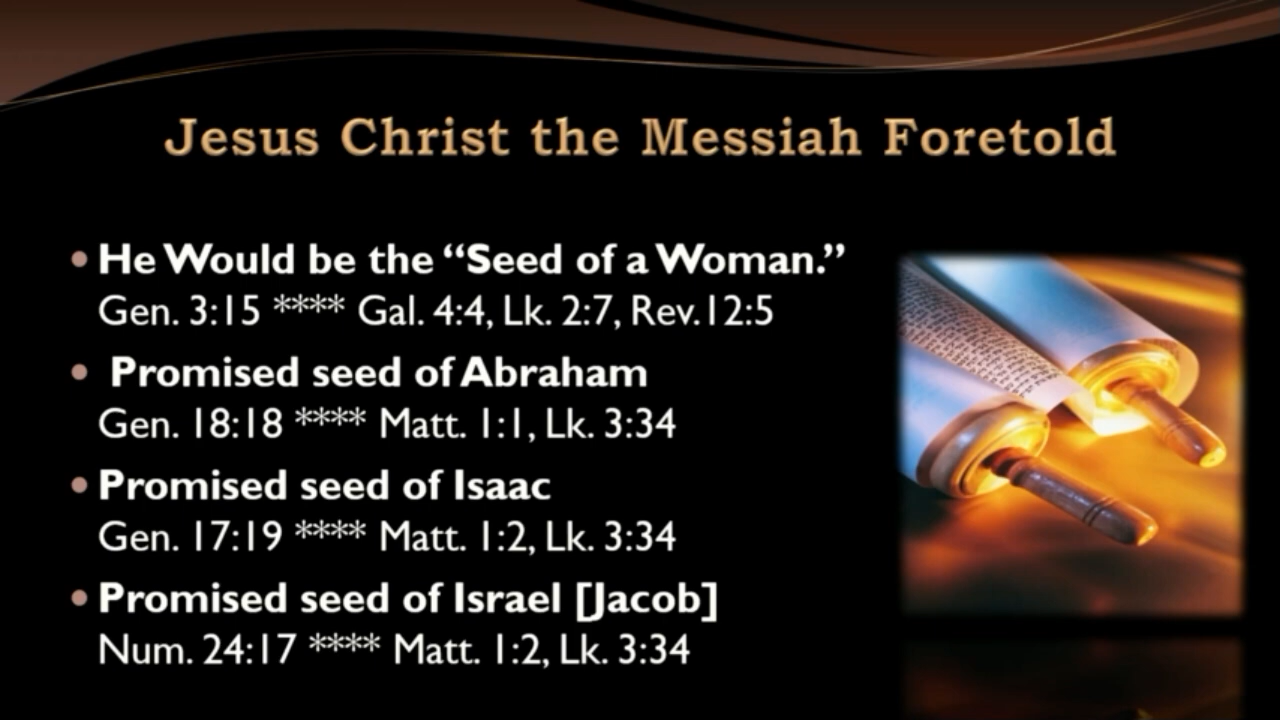 Jesus Christ the Messiah Foretold
• He Would be the “Seed of a Woman.”
Gen. 3:15 **** Gal. 4:4, Lk. 2:7, Rev.12:5
• Promised seed of Abraham
Gen. 18:18 **** Matt. 1:1, Lk. 3:34
• Promised seed of Isaac
Gen. 17:19 **** Matt. 1:2, Lk. 3:34
• Promised seed of Israel [Jacob]
Num. 24:17 **** Matt. 1:2, Lk. 3:34